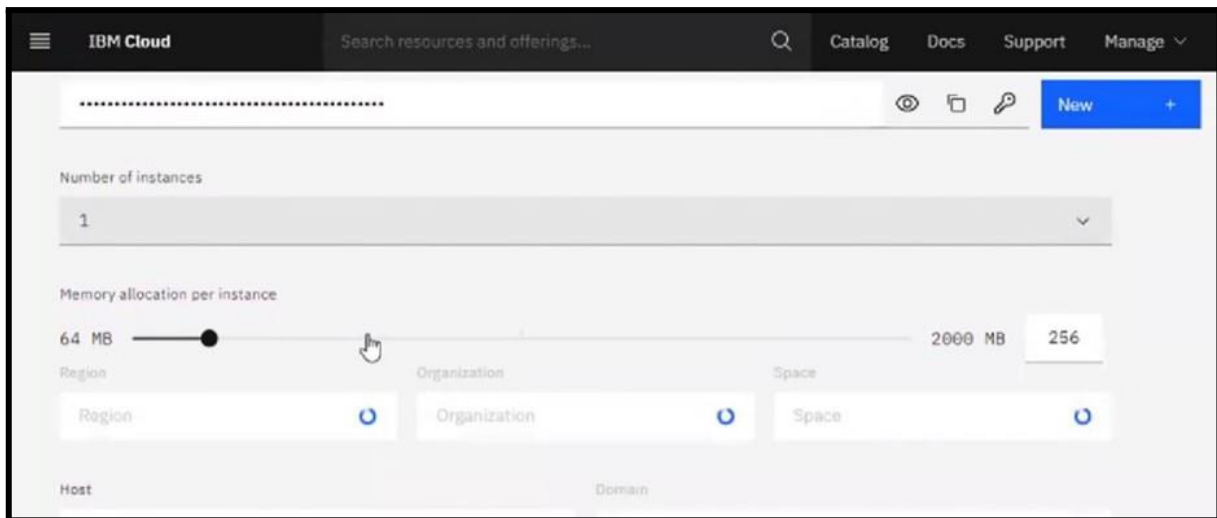 IBM Cloud Search resources and offerings... Catalog Docs Support Manage
New +
Number of instances
1
Memory allocation per instance
64 MB 2000 MB 256
Region Organization Space
Region Organization Space
Host Domain